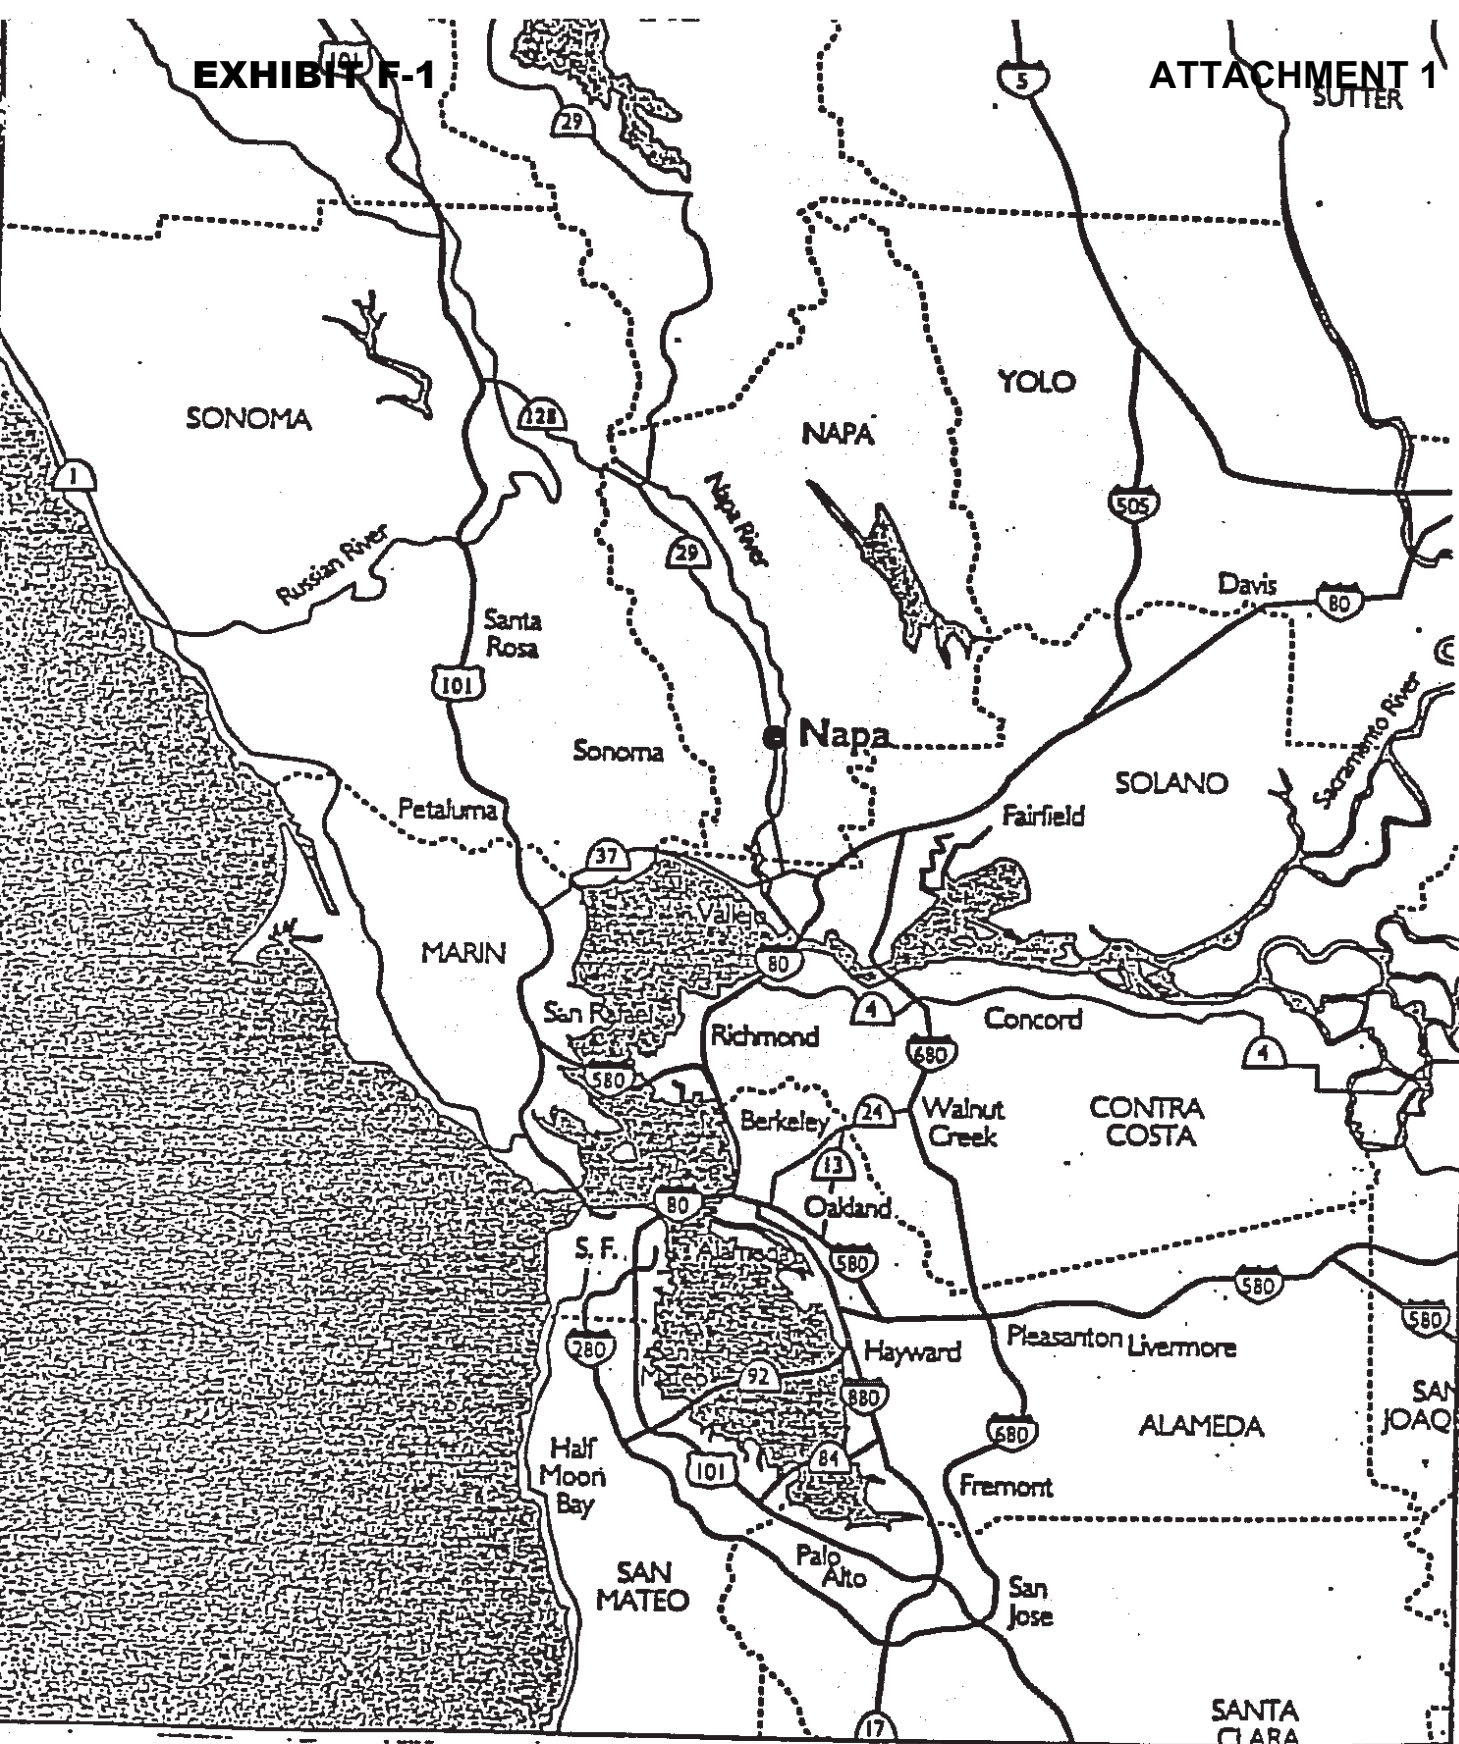 101
EXHIBIT F-1
ATTACHMENT 1
5
SUTTER
29
YOLO
SONOMA
128
NAPA
1
Napa River
505
29
Russian River
Davis
80
Santa
Rosa
101
Sacramento River
Napa
Sonoma
SOLANO
Petaluma
Fairfield
37
Vallejo
MARIN
80
San Rafael
4
Concord
Richmond
680
4
580
Berkeley
24
Walnut
Creek
CONTRA
COSTA
13
Oakland
80
S. F.
Alameda
580
580
580
280
Hayward
Pleasanton
Livermore
San
Mateo
92
880
SAN
JOAQ
ALAMEDA
680
Half
Moon
Bay
101
84
Fremont
Palo
Alto
SAN
MATEO
San
Jose
SANTA
CLARA
17